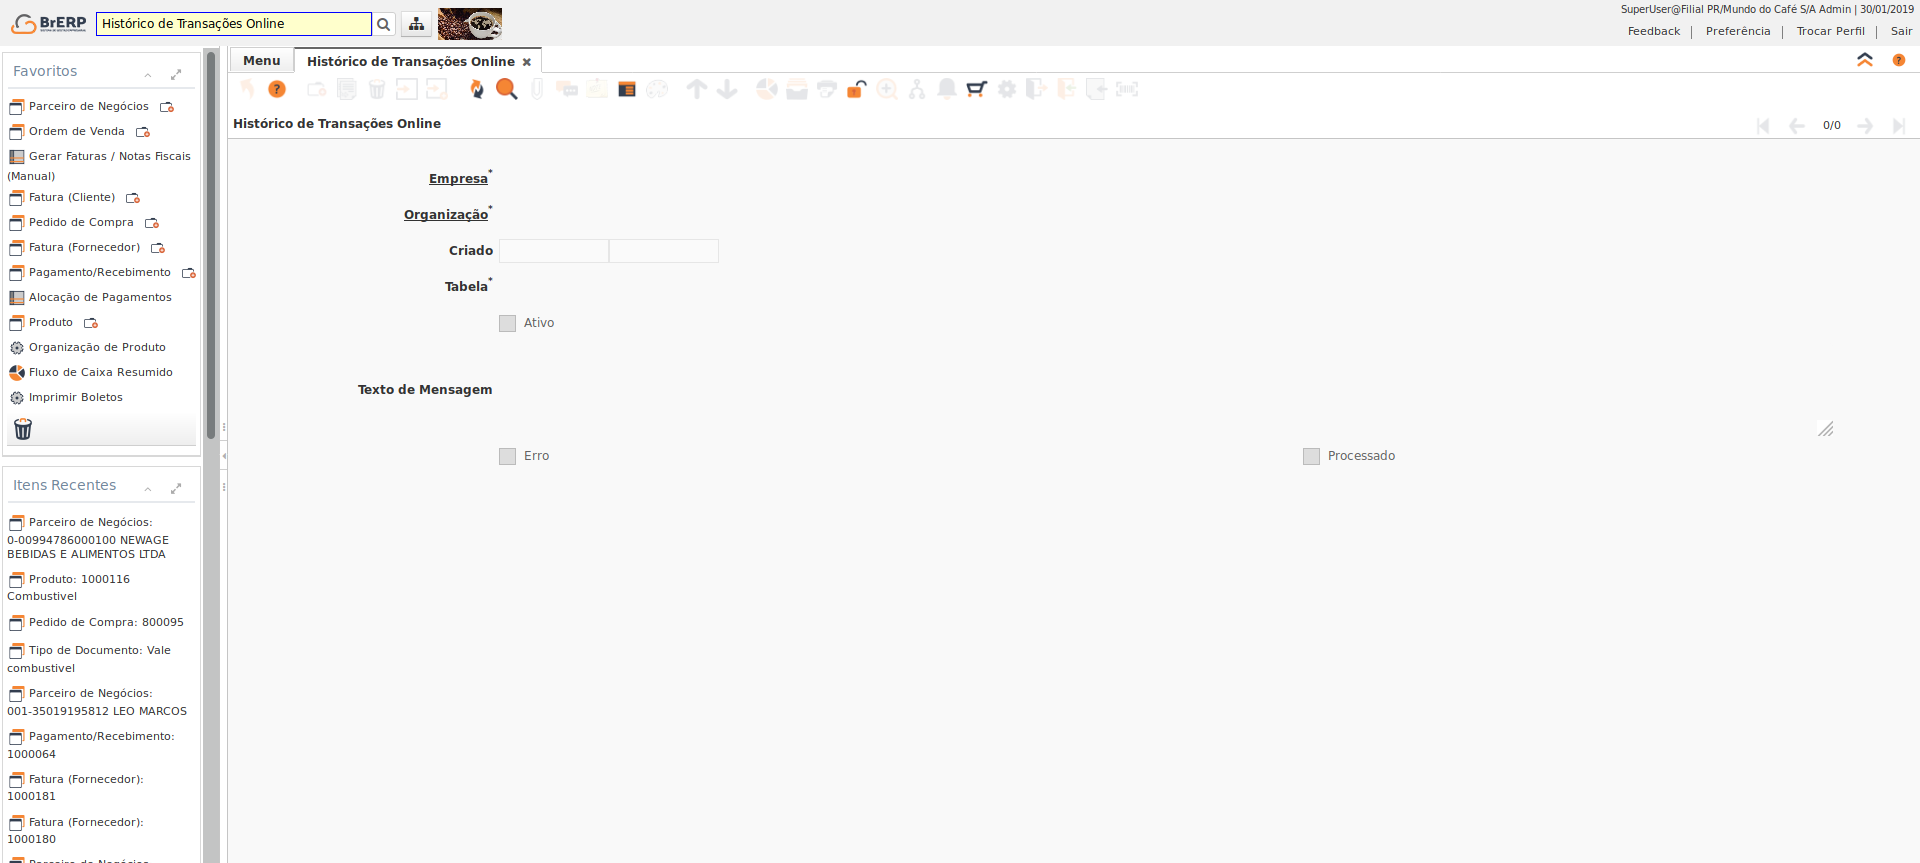 BrERP
Histórico de Transações Online
SuperUser@Filial PR/Mundo do Café S/A Admin | 30/01/2019
Feedback | Preferência | Trocar Perfil | Sair
Favoritos
Parceiro de Negócios
Ordem de Venda
Gerar Faturas / Notas Fiscais
(Manual)
Fatura (Cliente)
Pedido de Compra
Fatura (Fornecedor)
Pagamento/Recebimento
Alocação de Pagamentos
Produto
Organização de Produto
Fluxo de Caixa Resumido
Imprimir Boletos
Itens Recentes
Parceiro de Negócios:
0-00994786000100 NEWAGE
BEBIDAS E ALIMENTOS LTDA
Produto: 1000116
Combustivel
Pedido de Compra: 800095
Tipo de Documento: Vale
combustivel
Parceiro de Negócios:
001-35019195812 LEO MARCOS
Pagamento/Recebimento:
1000064
Fatura (Fornecedor):
1000181
Fatura (Fornecedor):
1000180
Parceiro de Negócios
Menu
Histórico de Transações Online
Histórico de Transações Online
0/0
Empresa*
Organização*
Criado
Tabela*
Ativo
Texto de Mensagem
Erro
Processado